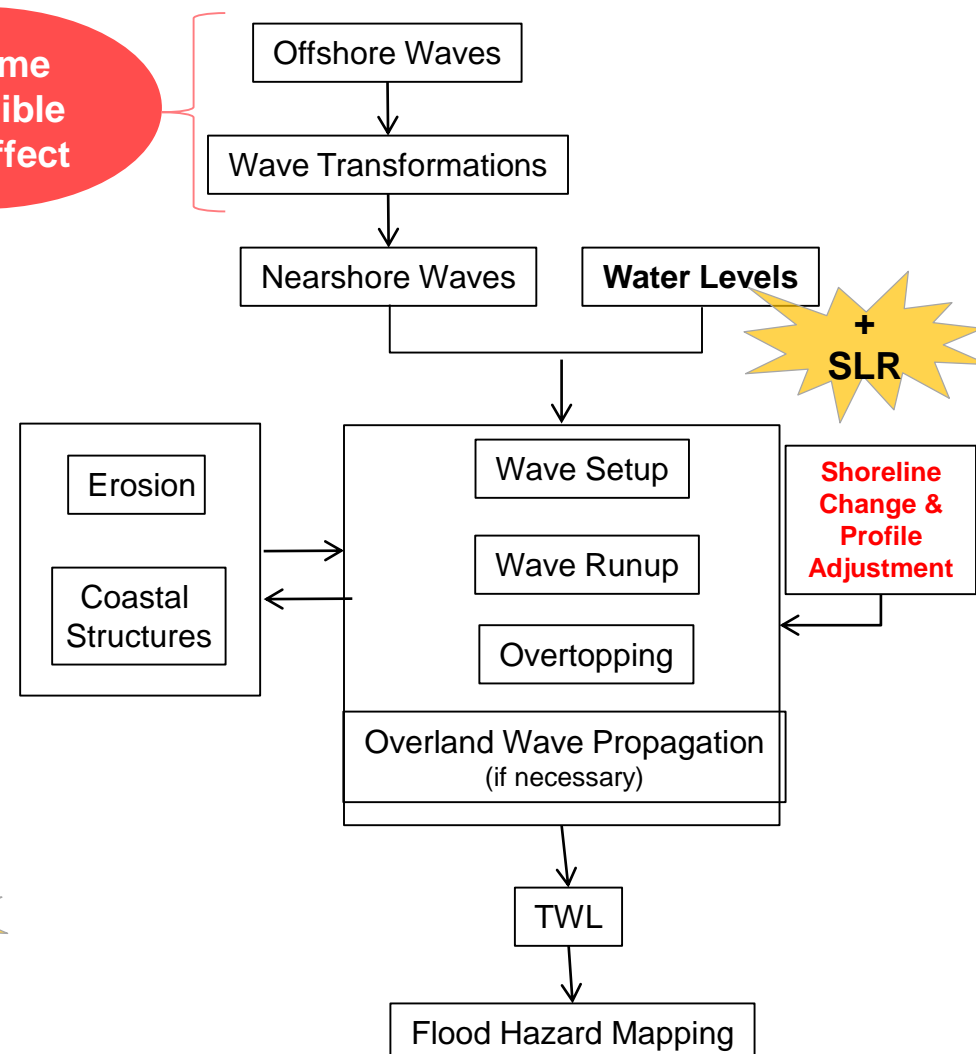 Offshore Waves
ffect
Wave Transformations
Nearshore Waves
Water Levels
+
SLR
Erosion
Coastal
Structures
Wave Setup
Wave Runup
Overtopping
Overland Wave Propagation
(if necessary)
Shoreline
Change &
Profile
Adjustment
TWL
Flood Hazard Mapping